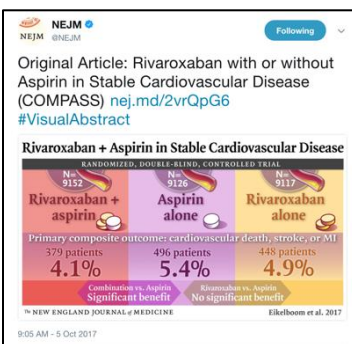 NEJM
@NEJM
Following
NEJM
Original Article: Rivaroxaban with or without
Aspirin in Stable Cardiovascular Disease
(COMPASS) nej.md/2vrQpG6
#VisualAbstract
Rivaroxaban + Aspirin in Stable Cardiovascular Disease
RANDOMIZED, DOUBLE-BLIND, CONTROLLED TRIAL
N= N= N=
9152 9126 9117
Rivaroxaban + Aspirin Rivaroxaban
aspirin alone alone
Primary composite outcome: cardiovascular death, stroke, or MI
379 patients 496 patients 448 patients
4.1% 5.4% 4.9%
Combination vs. Aspirin Rivaroxaban vs. Aspirin
Significant benefit No significant benefit
The NEW ENGLAND JOURNAL of MEDICINE Eikelboom et al. 2017
9:05 AM - 5 Oct 2017